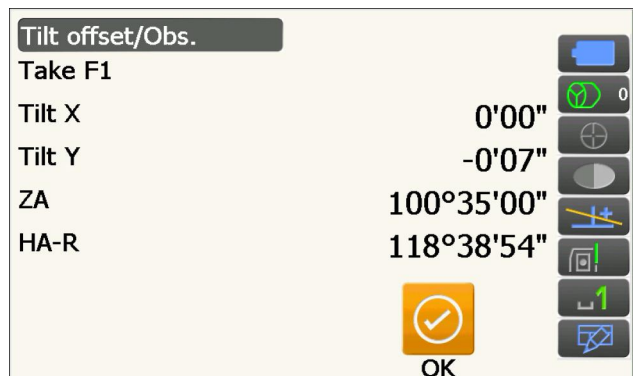 Tilt offset/Obs.
Take F1
Tilt X 0'00"
0
Tilt Y -0'07"
ZA 100°35'00"
HA-R 118°38'54"
1
OK